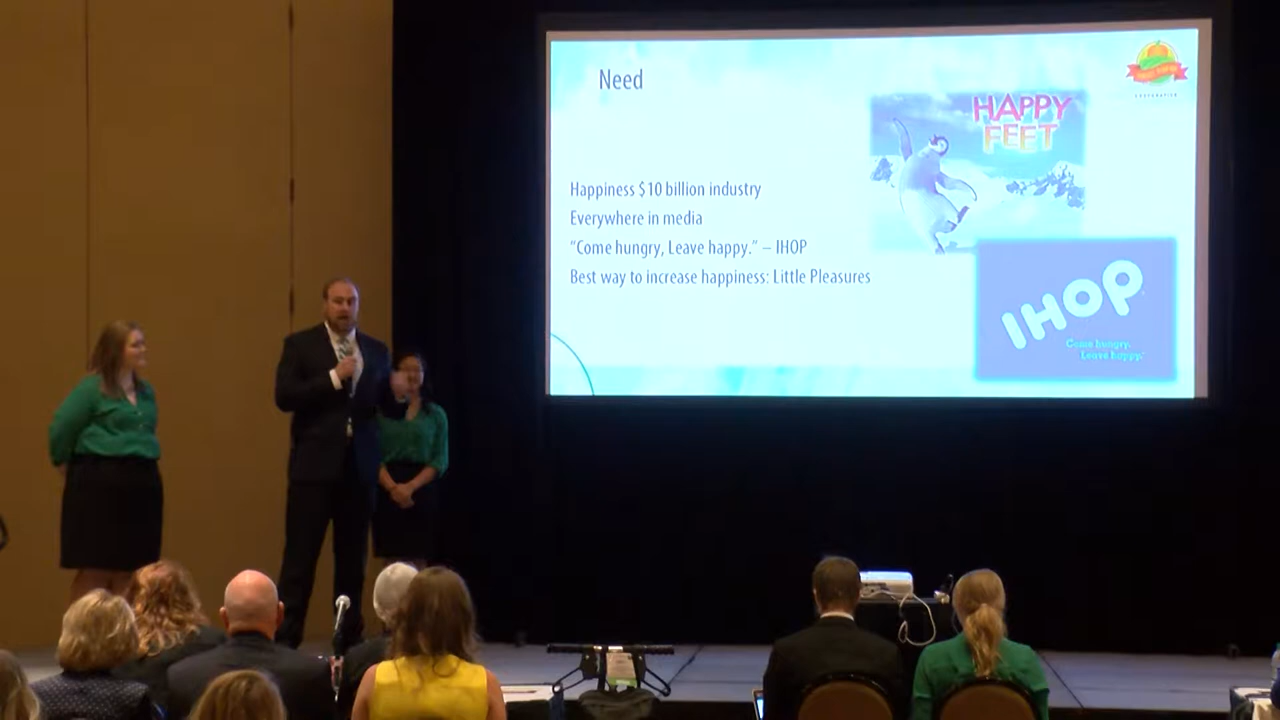 Need
HAPPY
FEET
Happiness $10 billion industry
Everywhere in media
“Come hungry, Leave happy.” – IHOP
Best way to increase happiness: Little Pleasures
IHOP
Come hungry.
Leave happy.